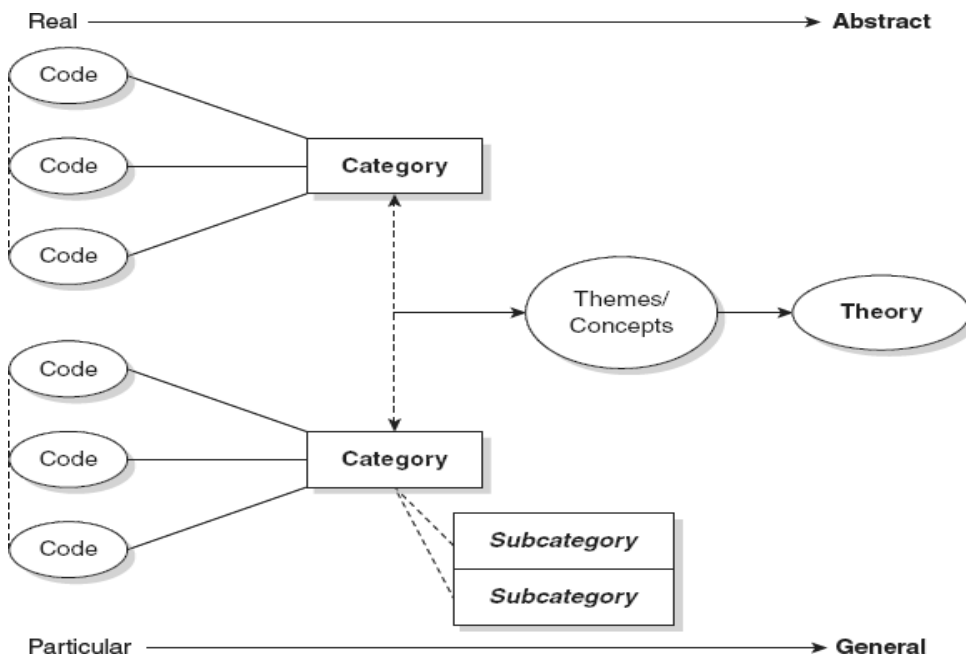 Real
Abstract
Code
Code
Category
Code
Themes/
Concepts
Theory
Code
Code
Category
Code
Subcategory
Subcategory
Particular
General